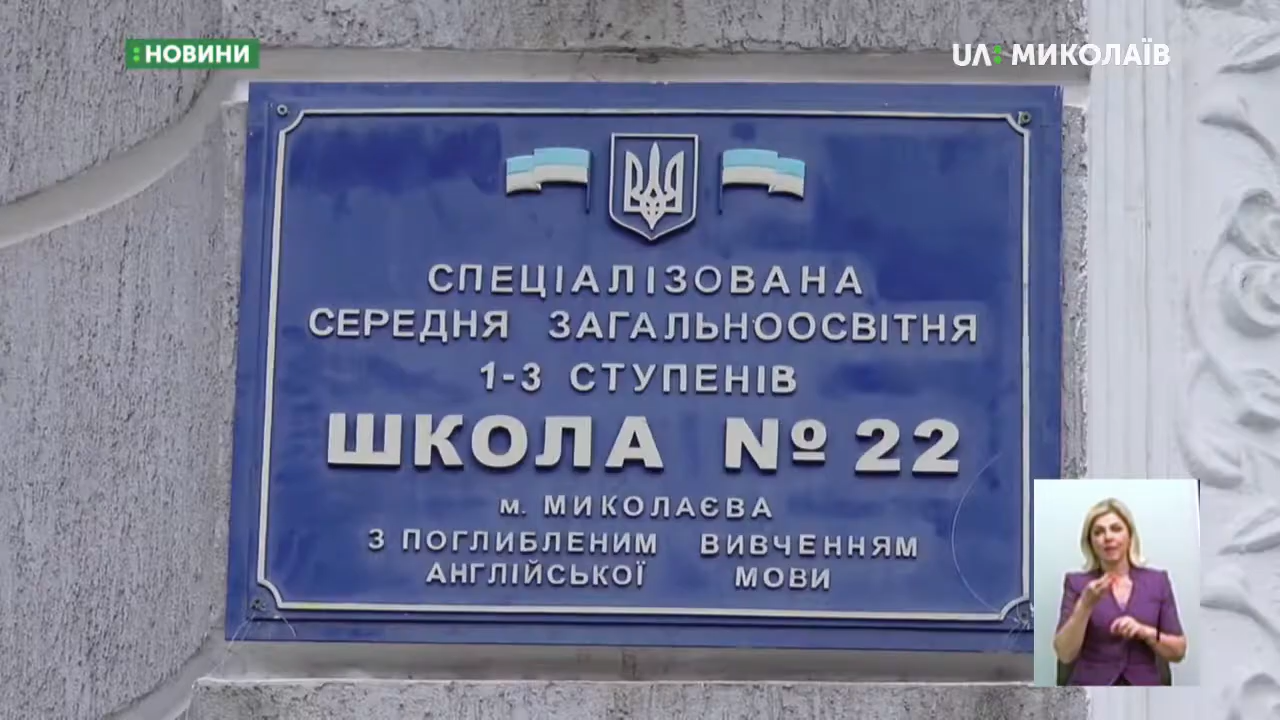 :НОВИНИ
UA: МИКОЛАЇВ
СПЕЦІАЛІЗОВАНА
СЕРЕДНЯ ЗАГАЛЬНООСВІТНЯ
1-3 СТУПЕНІВ
ШКОЛА № 22
м. МИКОЛАЄВА
З ПОГЛИБЛЕНИМ ВИВЧЕННЯМ
АНГЛІЙСЬКОЇ МОВИ